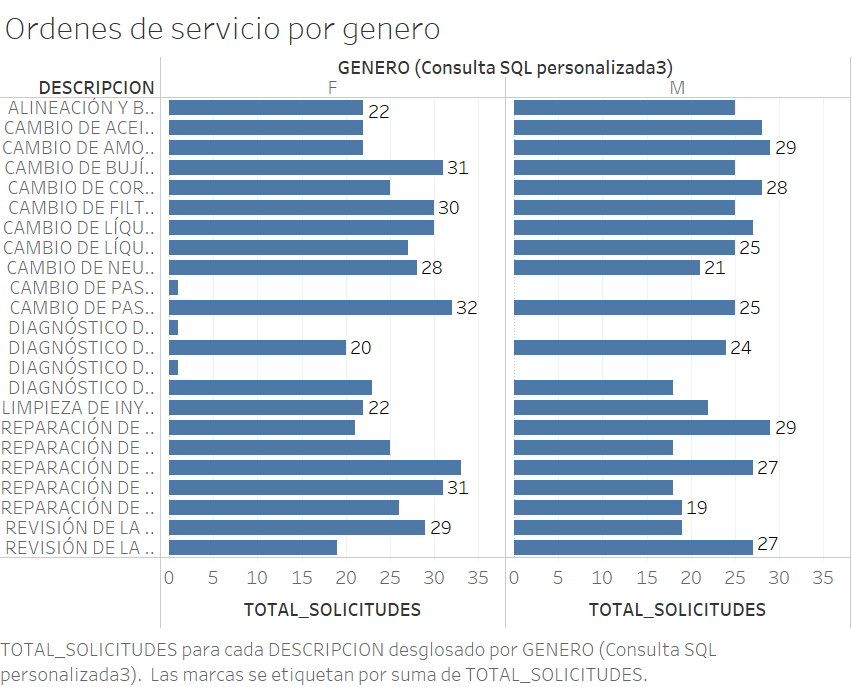 Ordenes de servicio por genero
GENERO (Consulta SQL personalizada3)
DESCRIPCION F M
ALINEACIÓN Y B.. 22
CAMBIO DE ACEI..
CAMBIO DE AMO.. 29
CAMBIO DE BUJÍ.. 31
CAMBIO DE COR.. 28
CAMBIO DE FILT.. 30
CAMBIO DE LÍQU..
CAMBIO DE LÍQU.. 25
CAMBIO DE NEU.. 28 21
CAMBIO DE PAS..
CAMBIO DE PAS.. 32 25
DIAGNÓSTICO D..
DIAGNÓSTICO D.. 20 24
DIAGNÓSTICO D..
DIAGNÓSTICO D..
LIMPIEZA DE INY.. 22
REPARACIÓN DE .. 29
REPARACIÓN DE ..
REPARACIÓN DE .. 27
REPARACIÓN DE .. 31
REPARACIÓN DE .. 19
REVISIÓN DE LA .. 29
REVISIÓN DE LA .. 27
0 5 10 15 20 25 30 35 0 5 10 15 20 25 30 35
TOTAL_SOLICITUDES TOTAL_SOLICITUDES
TOTAL_SOLICITUDES para cada DESCRIPCION desglosado por GENERO (Consulta SQL
personalizada3). Las marcas se etiquetan por suma de TOTAL_SOLICITUDES.